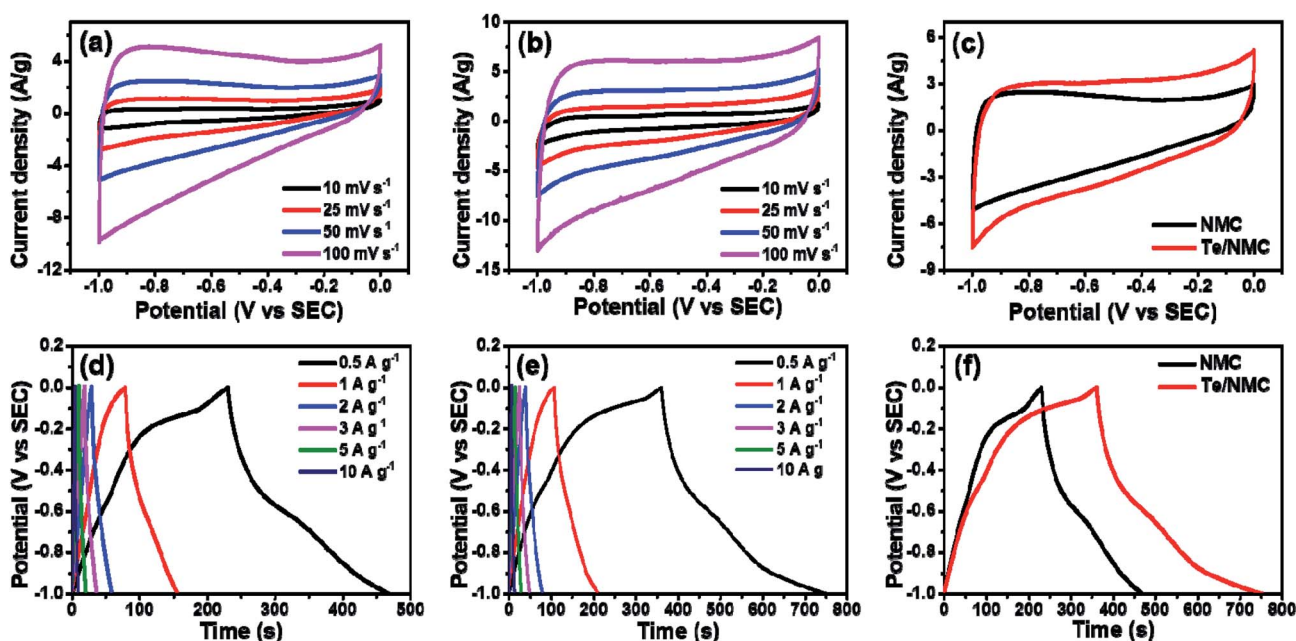 (a)
4
0
-4
-8
-12
Current density (A/g)
10 mV s⁻¹
25 mV s⁻¹
50 mV s⁻¹
100 mV s⁻¹
-1.0 -0.8 -0.6 -0.4 -0.2 0.0
Potential (V vs SEC)
(b)
10
5
0
-5
-10
-15
Current density (A/g)
10 mV s⁻¹
25 mV s⁻¹
50 mV s⁻¹
100 mV s⁻¹
-1.0 -0.8 -0.6 -0.4 -0.2 0.0
Potential (V vs SEC)
(c)
6
3
0
-3
-6
-9
Current density (A/g)
NMC
Te/NMC
-1.0 -0.8 -0.6 -0.4 -0.2 0.0
Potential (V vs SEC)
(d)
0.2
0.0
-0.2
-0.4
-0.6
-0.8
-1.0
Potential (V vs SEC)
0.5 A g⁻¹
1 A g⁻¹
2 A g⁻¹
3 A g⁻¹
5 A g⁻¹
10 A g⁻¹
0 100 200 300 400 500
Time (s)
(e)
0.2
0.0
-0.2
-0.4
-0.6
-0.8
-1.0
Potential (V vs SEC)
0.5 A g⁻¹
1 A g⁻¹
2 A g⁻¹
3 A g⁻¹
5 A g⁻¹
10 A g
0 100 200 300 400 500 600 700 800
Time (s)
(f)
0.2
0.0
-0.2
-0.4
-0.6
-0.8
-1.0
Potential (V vs SEC)
NMC
Te/NMC
0 100 200 300 400 500 600 700 800
Time (s)